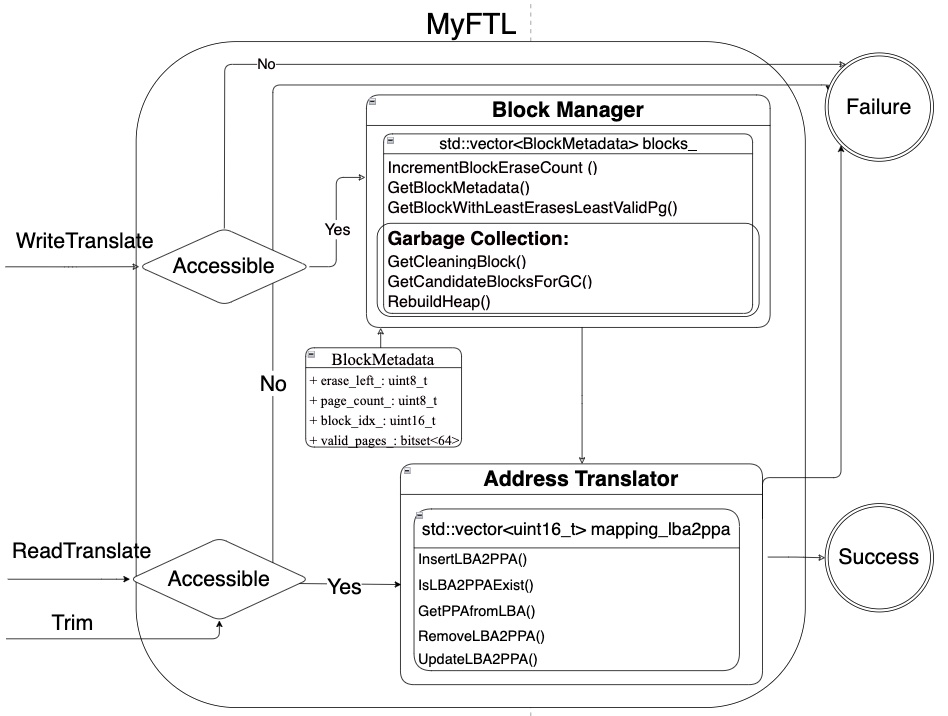 MyFTL
No
Failure
Block Manager
std::vector<BlockMetadata> blocks_
IncrementBlockEraseCount ()
GetBlockMetadata()
GetBlockWithLeastErasesLeastValidPg()
Yes
WriteTranslate
Accessible
Garbage Collection:
GetCleaningBlock()
GetCandidateBlocksForGC()
RebuildHeap()
BlockMetadata
+ erase_left_: uint8_t
+ page_count_: uint8_t
+ block_idx_: uint16_t
+ valid_pages_: bitset<64>
No
Address Translator
std::vector<uint16_t> mapping_lba2ppa
InsertLBA2PPA()
IsLBA2PPAExist()
GetPPAfromLBA()
RemoveLBA2PPA()
UpdateLBA2PPA()
ReadTranslate
Accessible
Yes
Trim
Success